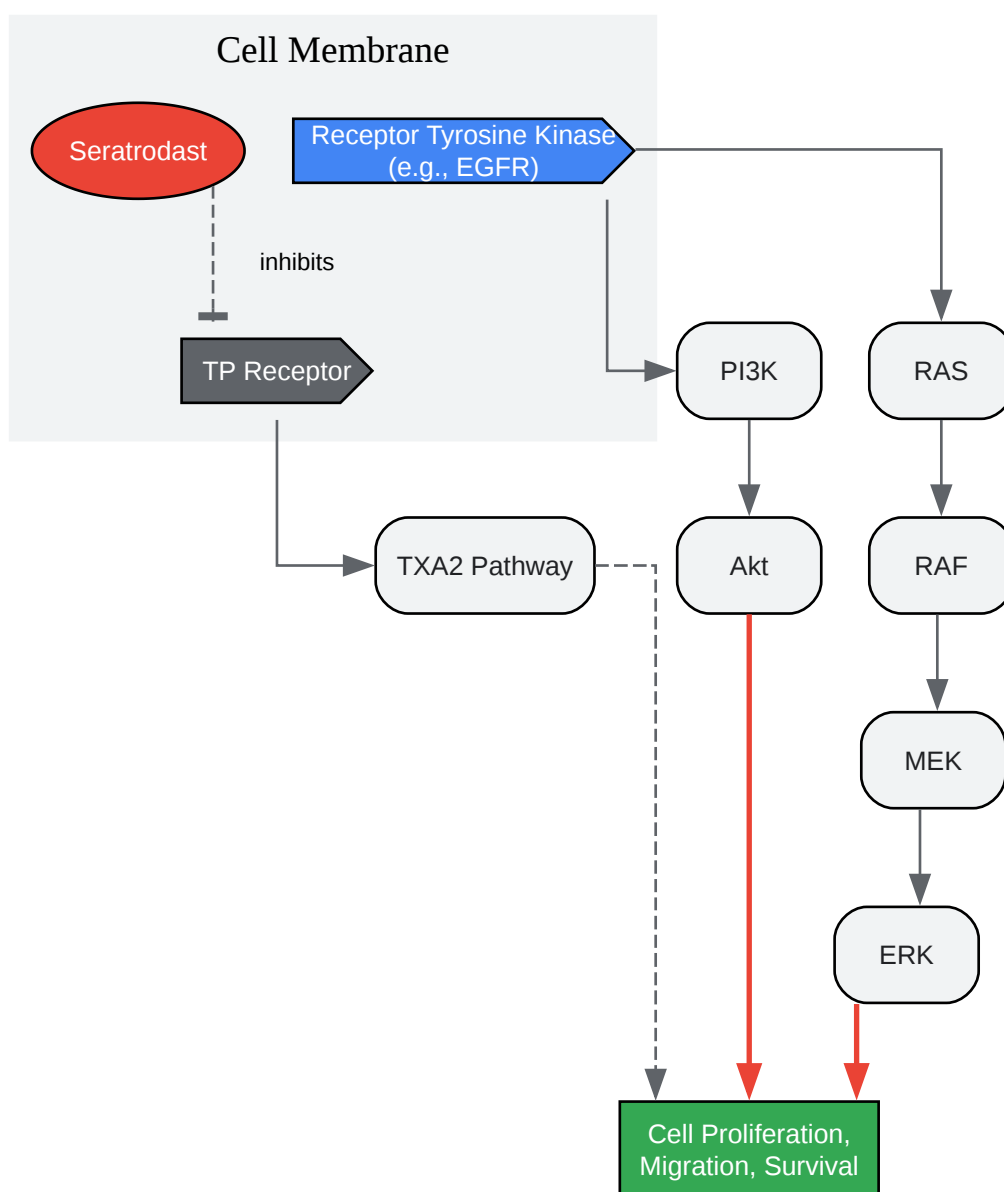 Cell Membrane
Seratrodast
Receptor Tyrosine Kinase
(e.g., EGFR)
inhibits
TP Receptor
PI3K
RAS
TXA2 Pathway
Akt
RAF
MEK
ERK
Cell Proliferation,
Migration, Survival